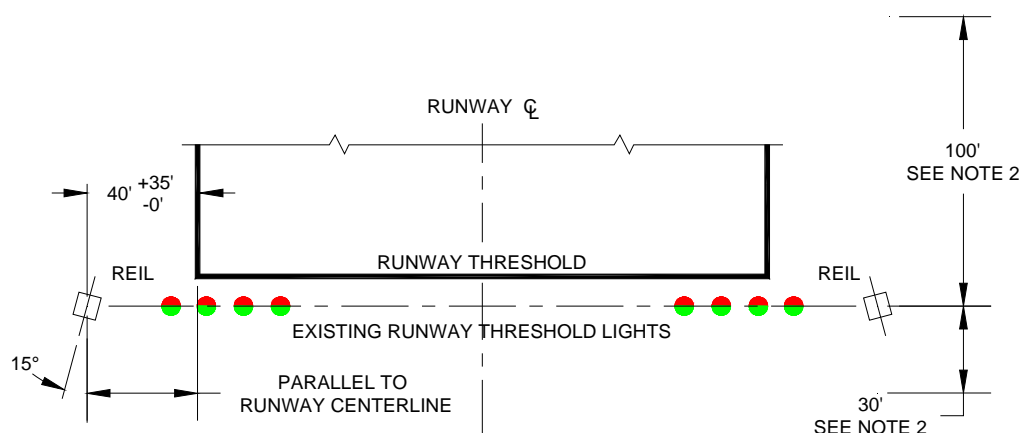 RUNWAY ℄
100'
SEE NOTE 2
40' +35'
-0'
RUNWAY THRESHOLD
REIL
REIL
EXISTING RUNWAY THRESHOLD LIGHTS
15°
PARALLEL TO
RUNWAY CENTERLINE
30'
SEE NOTE 2